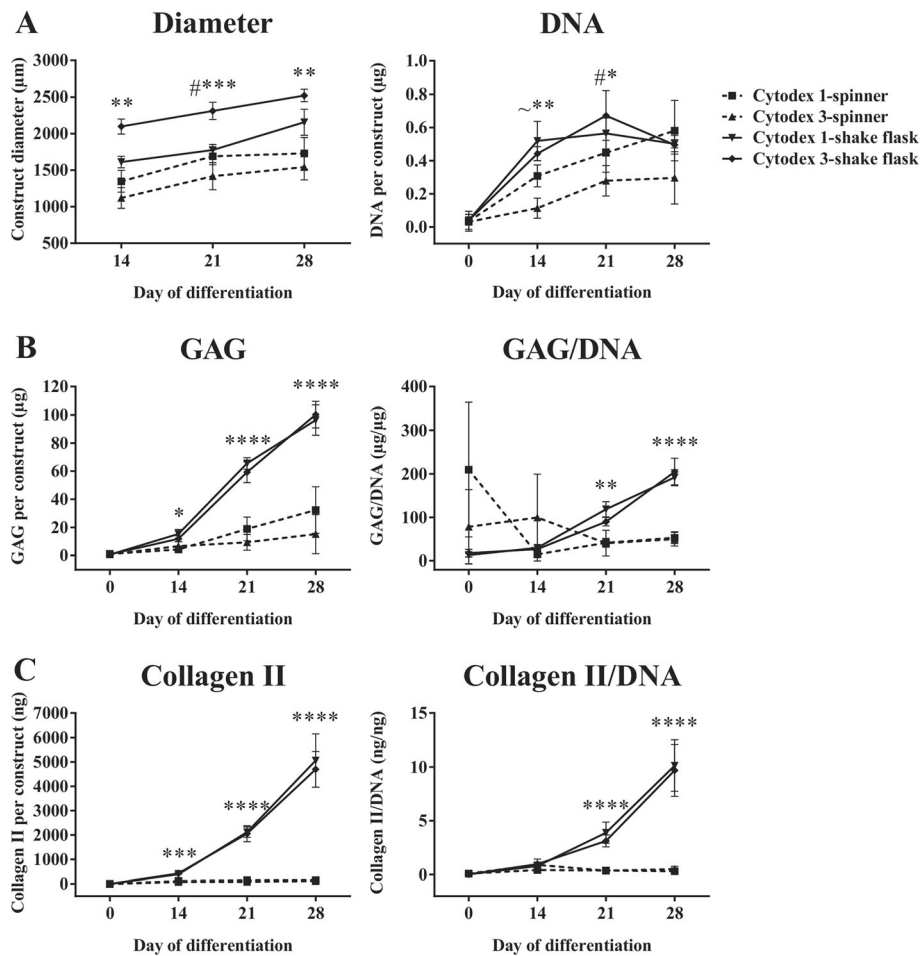 A
Diameter
DNA
Construct diameter (μm)
3000
2500
2000
1500
1000
500
**
#***
**
14
21
28
Day of differentiation
DNA per construct (μg)
1.0
0.8
0.6
0.4
0.2
0.0
~**
#*
0
14
21
28
Day of differentiation
Cytodex 1-spinner
Cytodex 3-spinner
Cytodex 1-shake flask
Cytodex 3-shake flask
B
GAG
GAG/DNA
GAG per construct (μg)
120
100
80
60
40
20
0
*
****
****
0
14
21
28
Day of differentiation
GAG/DNA (μg/μg)
400
300
200
100
0
**
****
0
14
21
28
Day of differentiation
C
Collagen II
Collagen II/DNA
Collagen II per construct (ng)
7000
6000
5000
4000
3000
2000
1000
0
***
****
****
0
14
21
28
Day of differentiation
Collagen II/DNA (ng/ng)
15
10
5
0
****
****
0
14
21
28
Day of differentiation